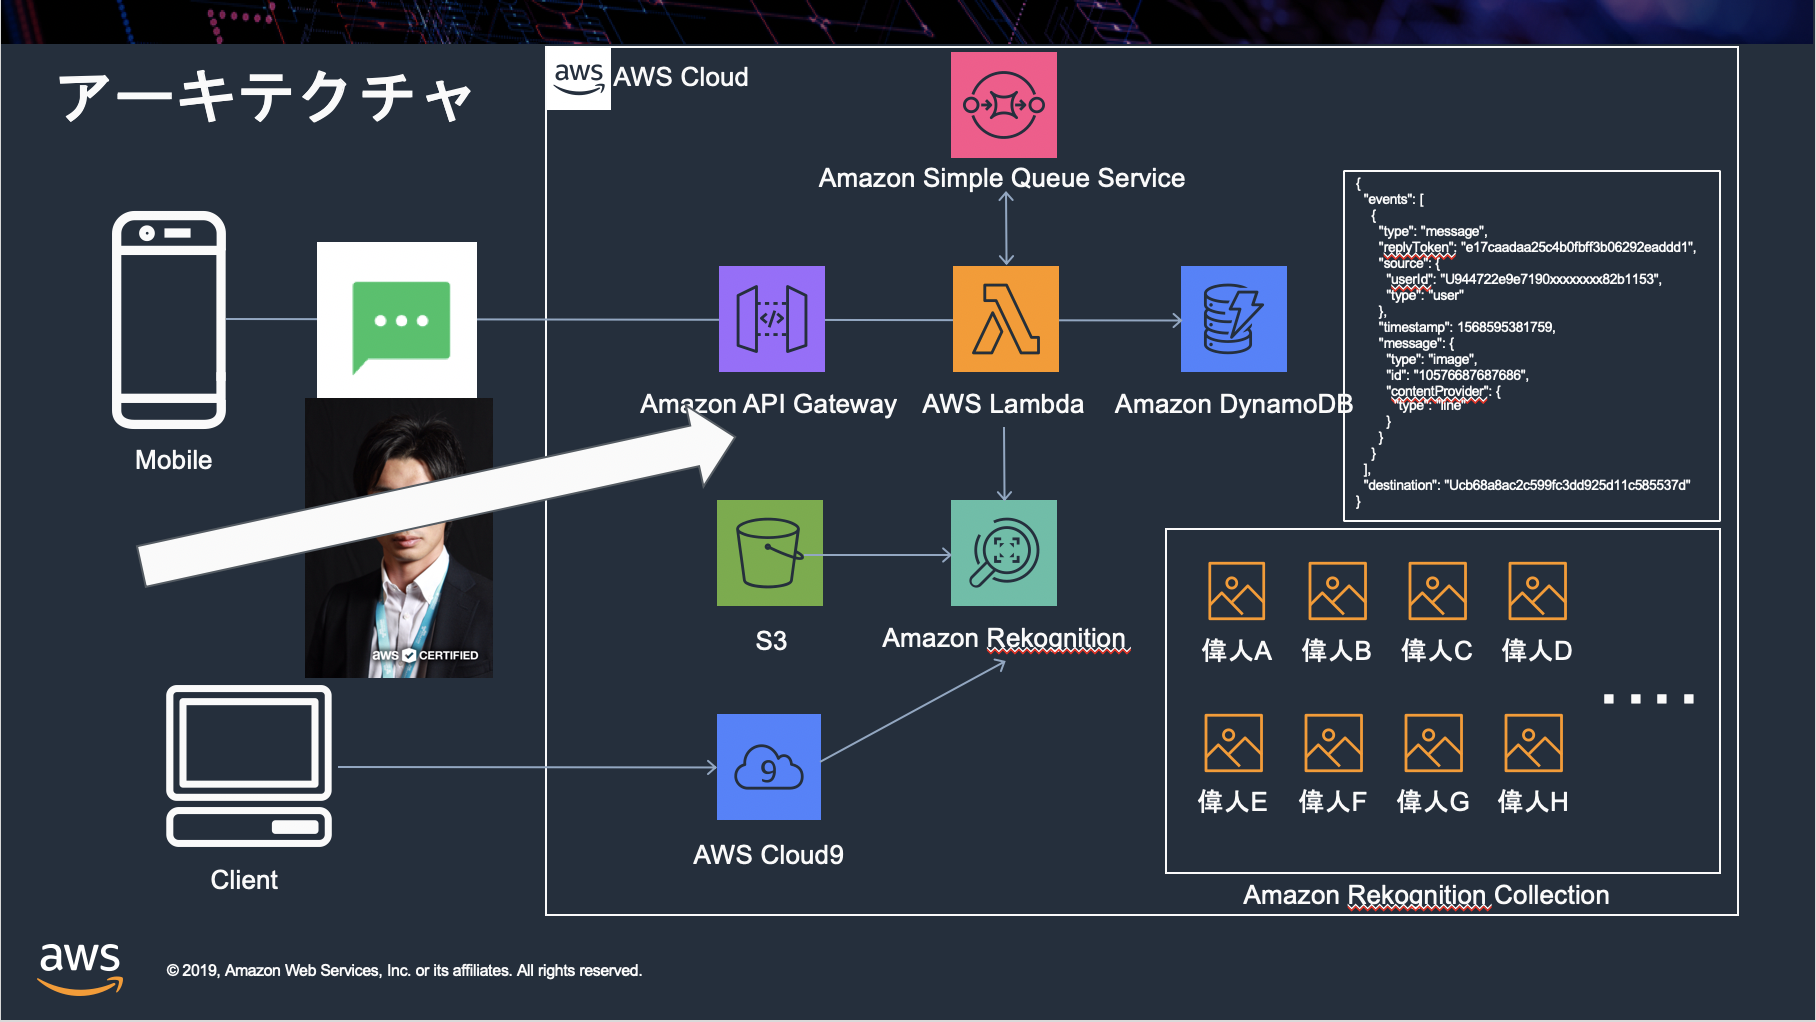 アーキテクチャ
aws
AWS Cloud
Amazon Simple Queue Service
Mobile
Amazon API Gateway
</>
AWS Lambda
Amazon DynamoDB
{
"events": [
{
"type": "message",
"replyToken": "e17caadaa25c4b0fbff3b06292eaddd1",
"source": {
"userId": "U944722e9e7190xxxxxxxx82b1153",
"type": "user"
},
"timestamp": 1568595381759,
"message": {
"type": "image",
"id": "10576687687686",
"contentProvider": {
"type": "line"
}
}
}
],
"destination": "Ucb68a8ac2c599fc3dd925d11c585537d"
}
aws CERTIFIED
S3
Amazon Rekognition
9
AWS Cloud9
Client
偉人A 偉人B 偉人C 偉人D
....
偉人E 偉人F 偉人G 偉人H
Amazon Rekognition Collection
aws
© 2019, Amazon Web Services, Inc. or its affiliates. All rights reserved.